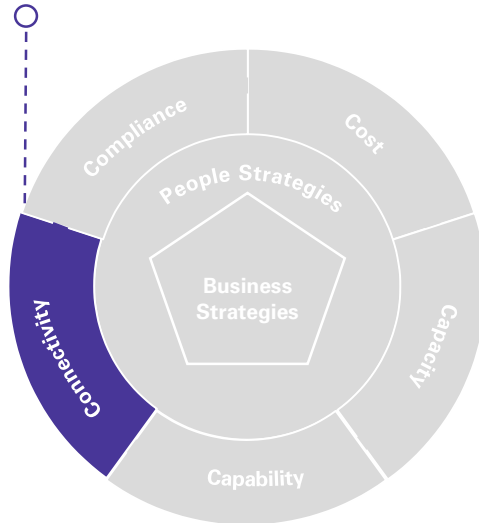 Compliance
Cost
People Strategies
Business
Strategies
Connectivity
Capacity
Capability